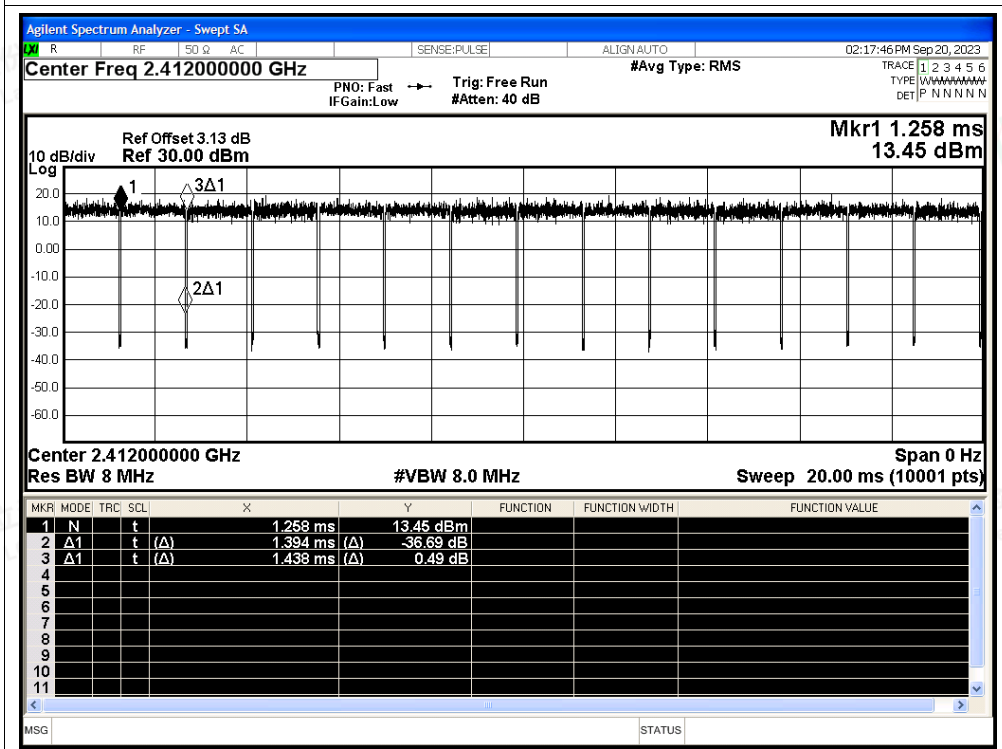 Agilent Spectrum Analyzer - Swept SA
LXI R RF 50 Ω AC SENSE:PULSE ALIGN AUTO 02:17:46 PM Sep 20, 2023
Center Freq 2.412000000 GHz #Avg Type: RMS TRACE 1 2 3 4 5 6
PNO: Fast Trig: Free Run TYPE WWWWWW
IFGain:Low #Atten: 40 dB DET P N N N N N
Mkr1 1.258 ms
Ref Offset 3.13 dB
10 dB/div Ref 30.00 dBm 13.45 dBm
Log
1 3Δ1
20.0
10.0
0.00
-10.0
2Δ1
-20.0
-30.0
-40.0
-50.0
-60.0
Center 2.412000000 GHz Span 0 Hz
Res BW 8 MHz #VBW 8.0 MHz Sweep 20.00 ms (10001 pts)
MKR MODE TRC SCL X Y FUNCTION FUNCTION WIDTH FUNCTION VALUE
1 N t 1.258 ms 13.45 dBm
2 Δ1 t (Δ) 1.394 ms (Δ) -36.69 dB
3 Δ1 t (Δ) 1.438 ms (Δ) 0.49 dB
4
5
6
7
8
9
10
11
MSG STATUS